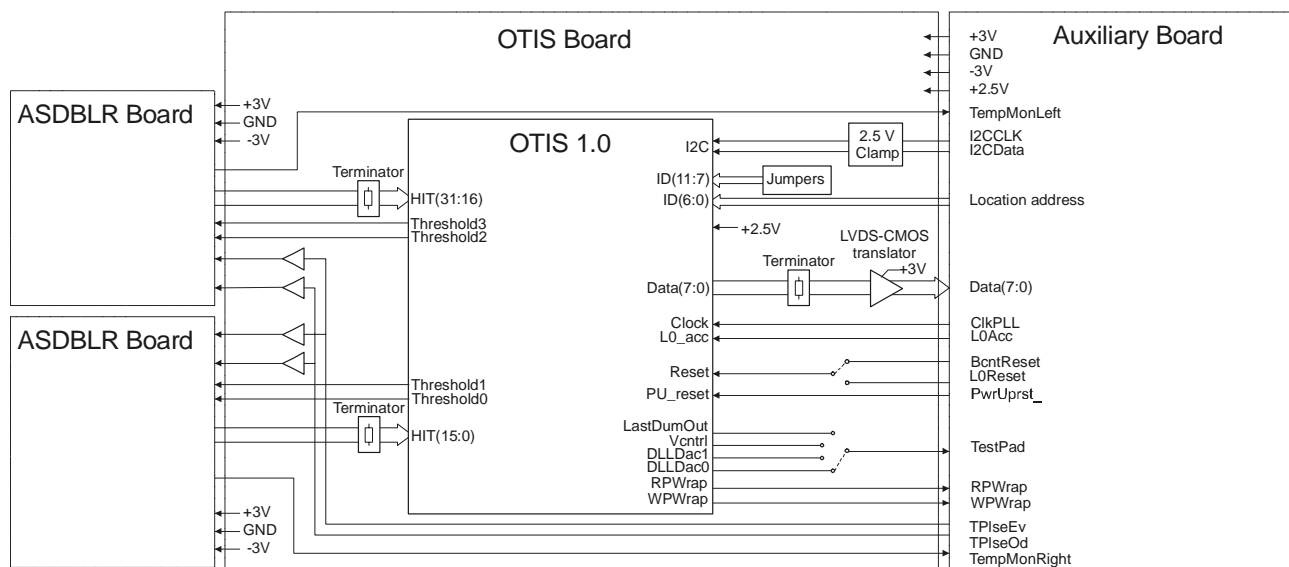 OTIS Board
Auxiliary Board
+3V
GND
-3V
+2.5V
ASDBLR Board
+3V
GND
-3V
TempMonLeft
OTIS 1.0
I2C
2.5 V
Clamp
I2CCLK
I2CData
Terminator
ID(11:7)
Jumpers
HIT(31:16)
ID(6:0)
Location address
Threshold3
Threshold2
+2.5V
LVDS-CMOS
translator
Terminator
+3V
Data(7:0)
Data(7:0)
ASDBLR Board
Clock
ClkPLL
L0_acc
L0Acc
BcntReset
Reset
L0Reset
Threshold1
PU_reset
PwrUprst_
Threshold0
Terminator
LastDumOut
HIT(15:0)
Vcntrl
TestPad
DLLDac1
DLLDac0
RPWrap
RPWrap
WPWrap
WPWrap
+3V
GND
-3V
TPlseEv
TPlseOd
TempMonRight